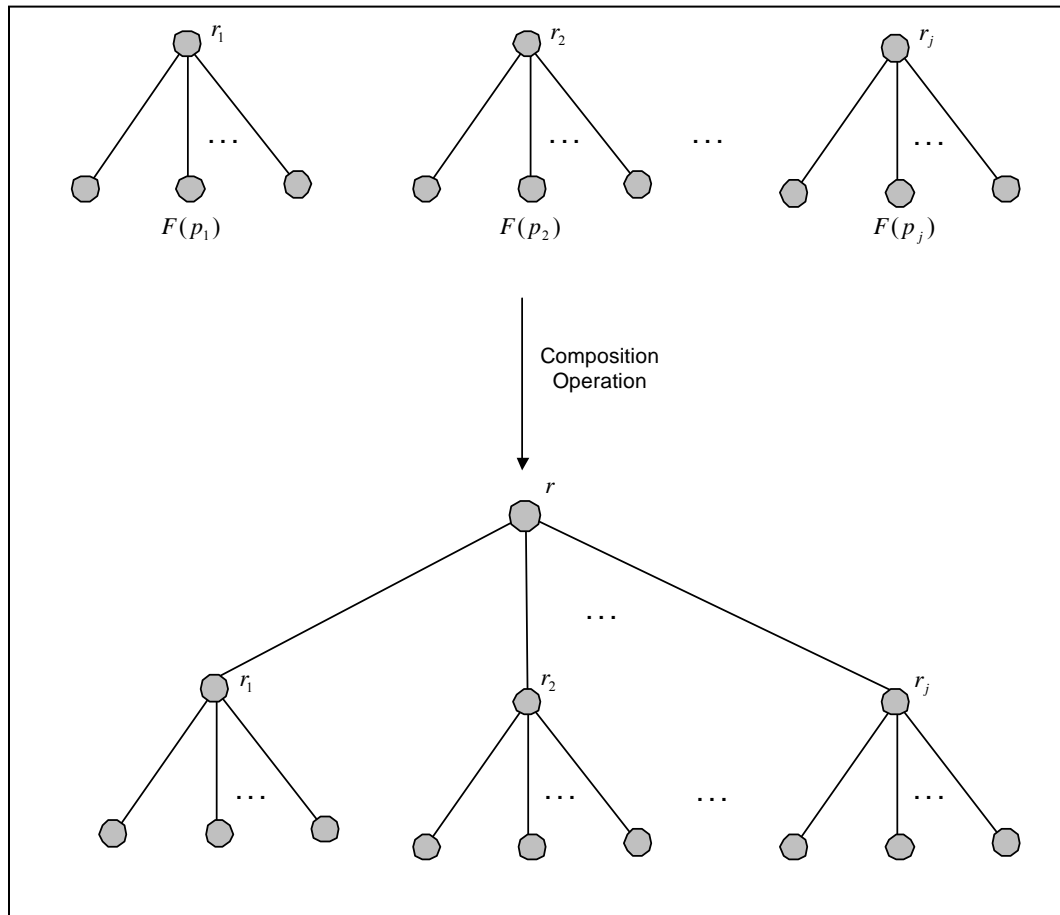 r₁ r₂ rⱼ
... ... ... ...
F(p₁) F(p₂) F(pⱼ)
Composition
Operation
r
...
r₁ r₂ rⱼ
... ... ... ...